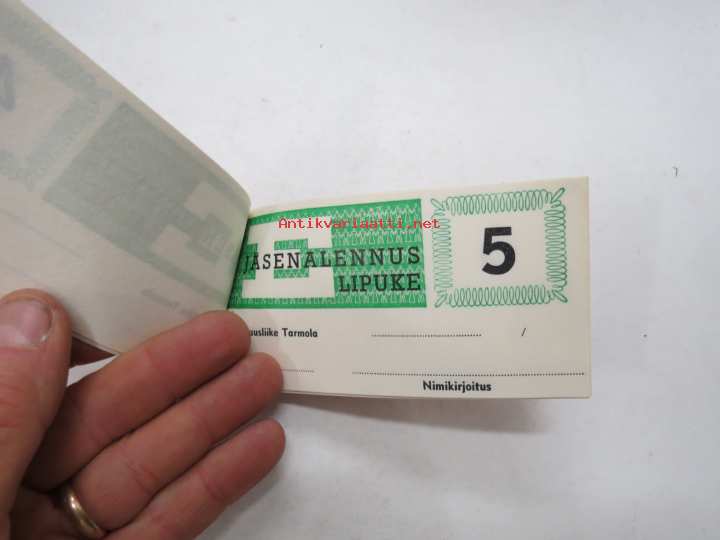 Antikvariaatti.net
JÄSENALENNUS
LIPUKE
5
Tarmola
/
Nimikirjoitus